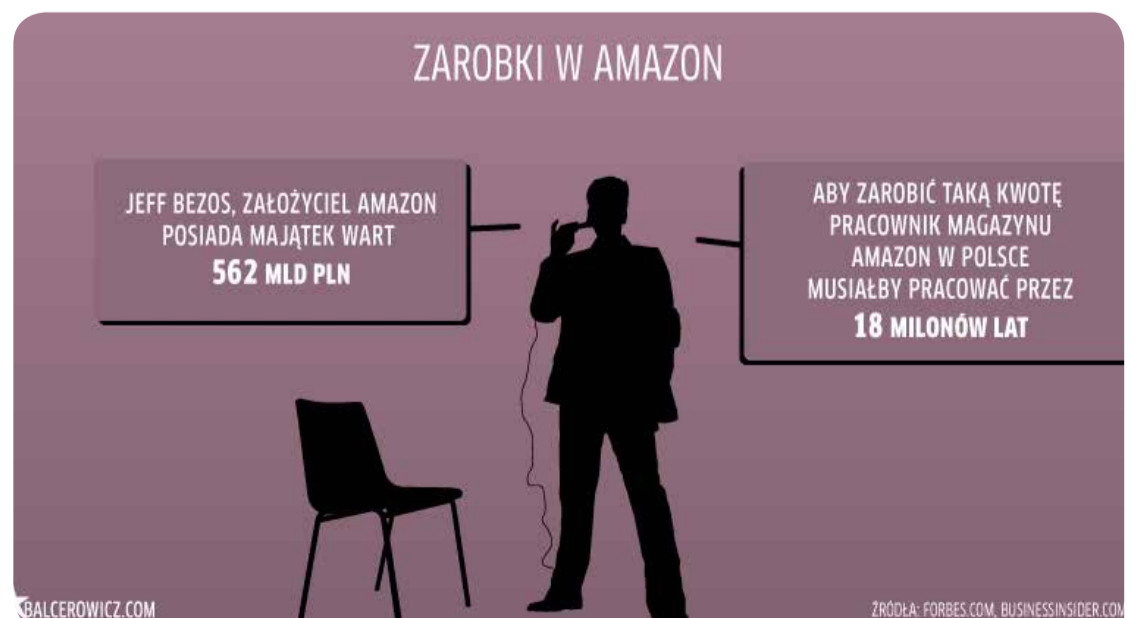 ZAROBKI W AMAZON
JEFF BEZOS, ZAŁOŻYCIEL AMAZON
POSIADA MAJĄTEK WART
562 MLD PLN
ABY ZAROBIĆ TAKĄ KWOTĘ
PRACOWNIK MAGAZYNU
AMAZON W POLSCE
MUSIAŁBY PRACOWAĆ PRZEZ
18 MILONÓW LAT
BALCEROWICZ.COM
ŹRÓDŁA: FORBES.COM, BUSINESSINSIDER.COM